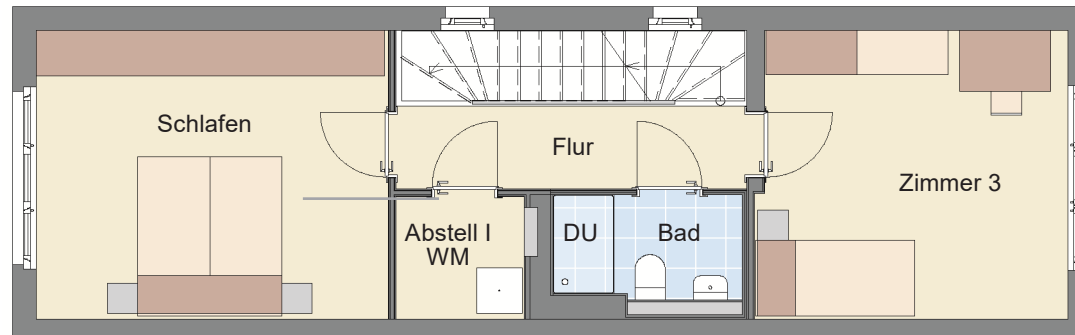 Schlafen
Flur
Zimmer 3
Abstell I
WM
DU
Bad